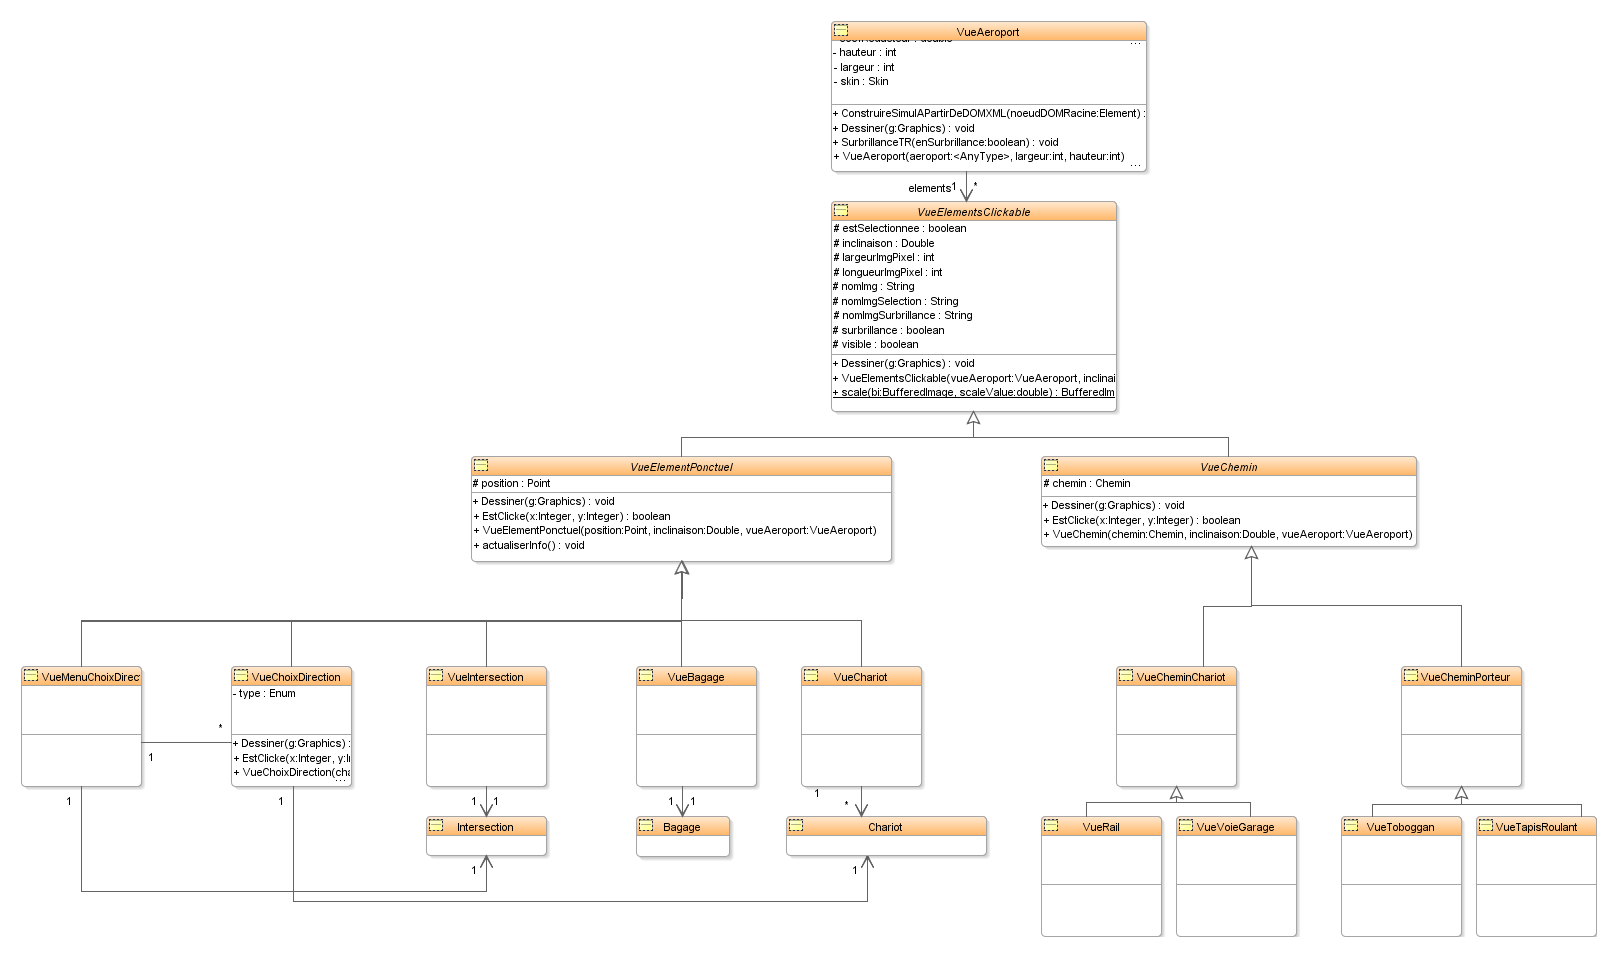 VueAeroport
- hauteur : int
- largeur : int
- skin : Skin
...
+ ConstruireSimulAPartirDeDOMXML(noeudDOMRacine:Element) :
+ Dessiner(g:Graphics) : void
+ SurbrillanceTR(enSurbrillance:boolean) : void
+ VueAeroport(aeroport:<AnyType>, largeur:int, hauteur:int)
...
elements 1 *
VueElementsClickable
# estSelectionnee : boolean
# inclinaison : Double
# largeurImgPixel : int
# longueurImgPixel : int
# nomImg : String
# nomImgSelection : String
# nomImgSurbrillance : String
# surbrillance : boolean
# visible : boolean
+ Dessiner(g:Graphics) : void
+ VueElementsClickable(vueAeroport:VueAeroport, inclinai
+ scale(bi:BufferedImage, scaleValue:double) : BufferedIm
VueElementPonctuel
# position : Point
+ Dessiner(g:Graphics) : void
+ EstClicke(x:Integer, y:Integer) : boolean
+ VueElementPonctuel(position:Point, inclinaison:Double, vueAeroport:VueAeroport)
+ actualiserInfo() : void
VueChemin
# chemin : Chemin
+ Dessiner(g:Graphics) : void
+ EstClicke(x:Integer, y:Integer) : boolean
+ VueChemin(chemin:Chemin, inclinaison:Double, vueAeroport:VueAeroport)
VueMenuChoixDirect
VueChoixDirection
- type : Enum
+ Dessiner(g:Graphics) :
+ EstClicke(x:Integer, y:I
+ VueChoixDirection(cha
...
* 1
VueIntersection
VueBagage
VueChariot
VueCheminChariot
VueCheminPorteur
1
1
1 1
1 1
1 *
Intersection
Bagage
Chariot
1
1
VueRail
VueVoieGarage
VueToboggan
VueTapisRoulant